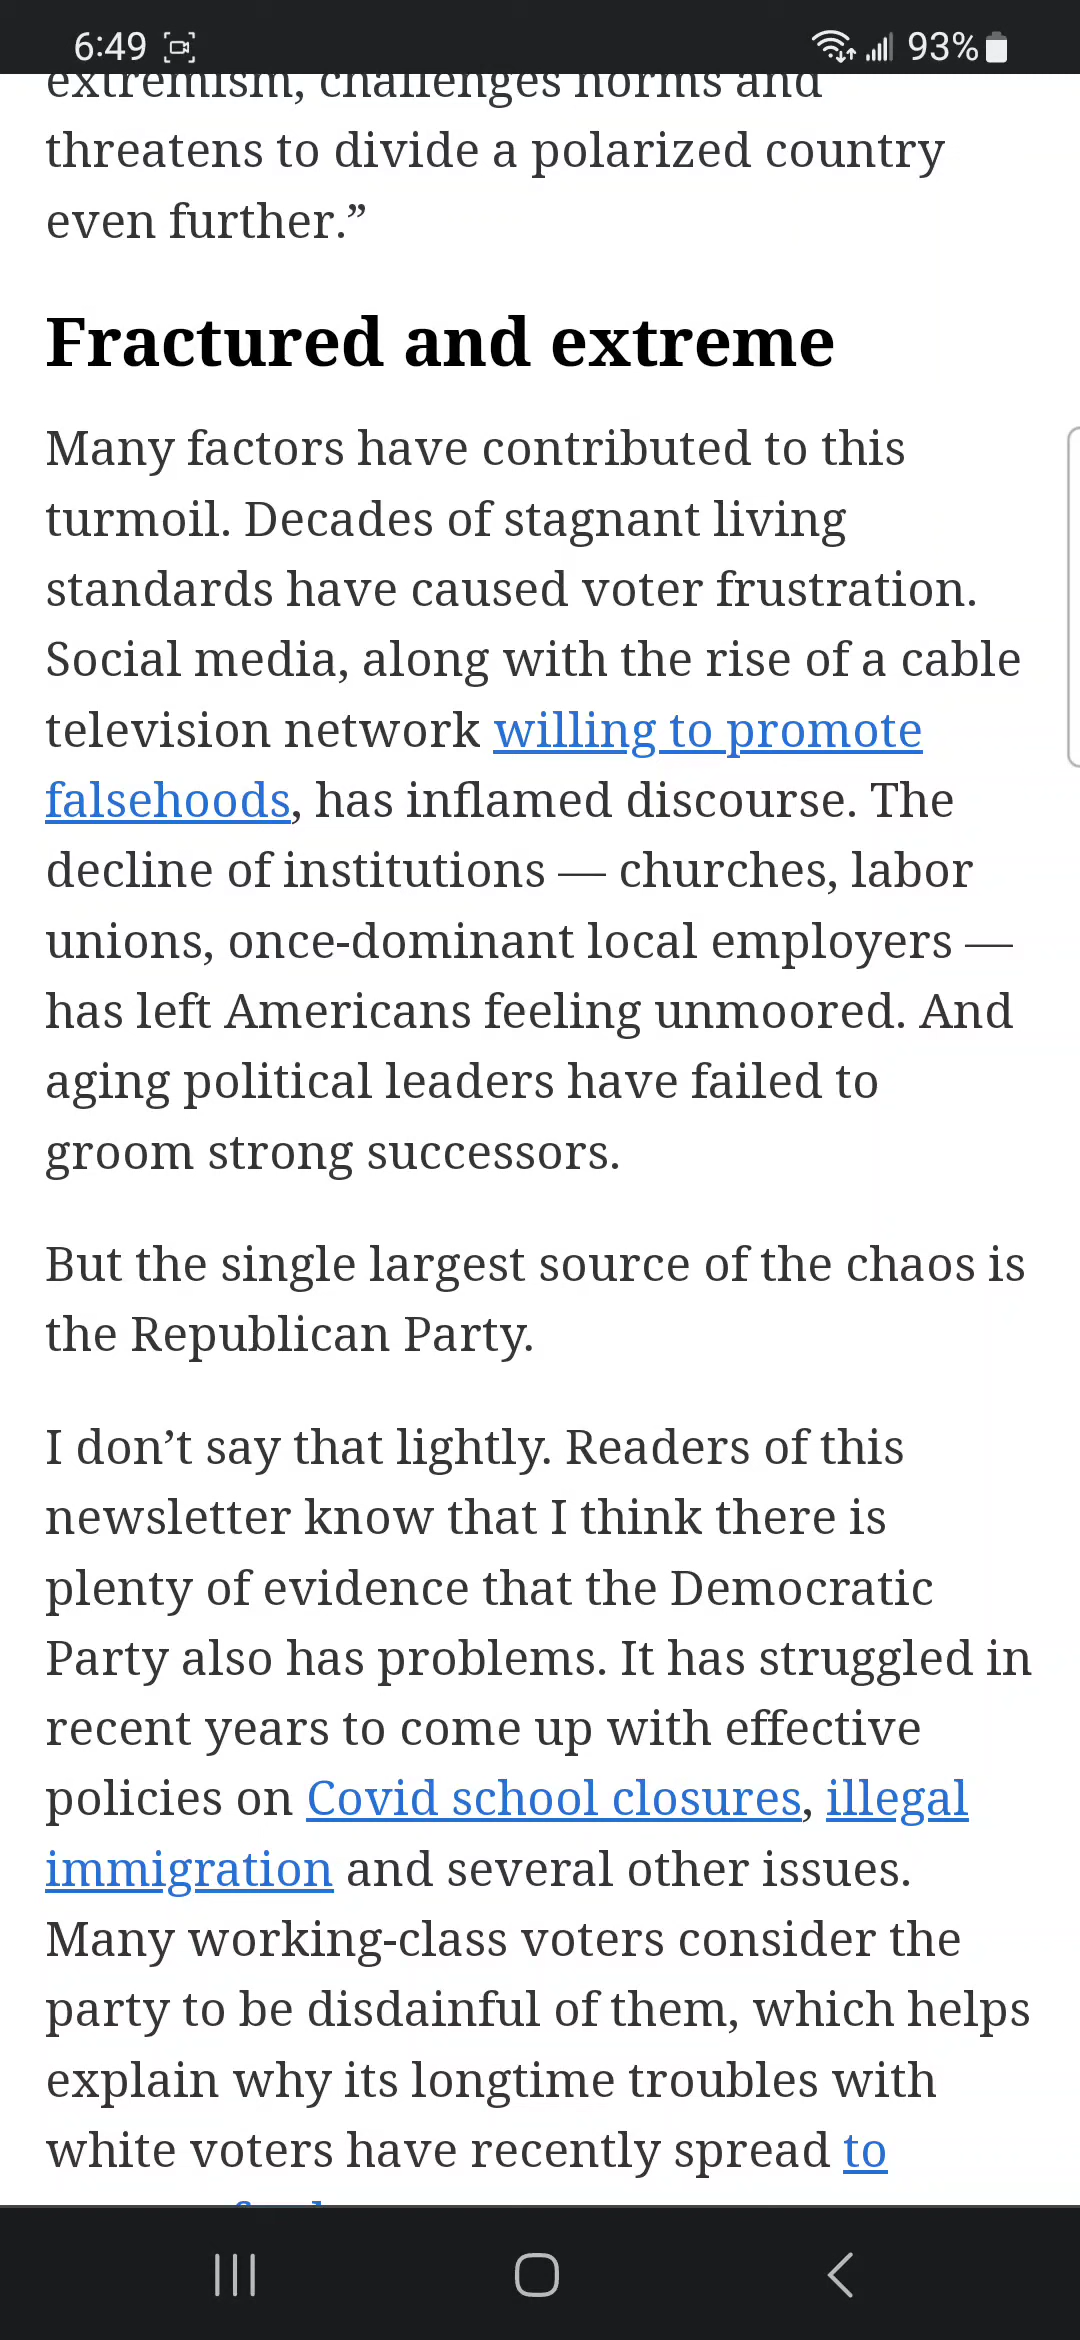 6:49
93%
extremism, challenges norms and
threatens to divide a polarized country
even further.”
Fractured and extreme
Many factors have contributed to this
turmoil. Decades of stagnant living
standards have caused voter frustration.
Social media, along with the rise of a cable
television network willing to promote
falsehoods, has inflamed discourse. The
decline of institutions — churches, labor
unions, once-dominant local employers —
has left Americans feeling unmoored. And
aging political leaders have failed to
groom strong successors.
But the single largest source of the chaos is
the Republican Party.
I don’t say that lightly. Readers of this
newsletter know that I think there is
plenty of evidence that the Democratic
Party also has problems. It has struggled in
recent years to come up with effective
policies on Covid school closures, illegal
immigration and several other issues.
Many working-class voters consider the
party to be disdainful of them, which helps
explain why its longtime troubles with
white voters have recently spread to